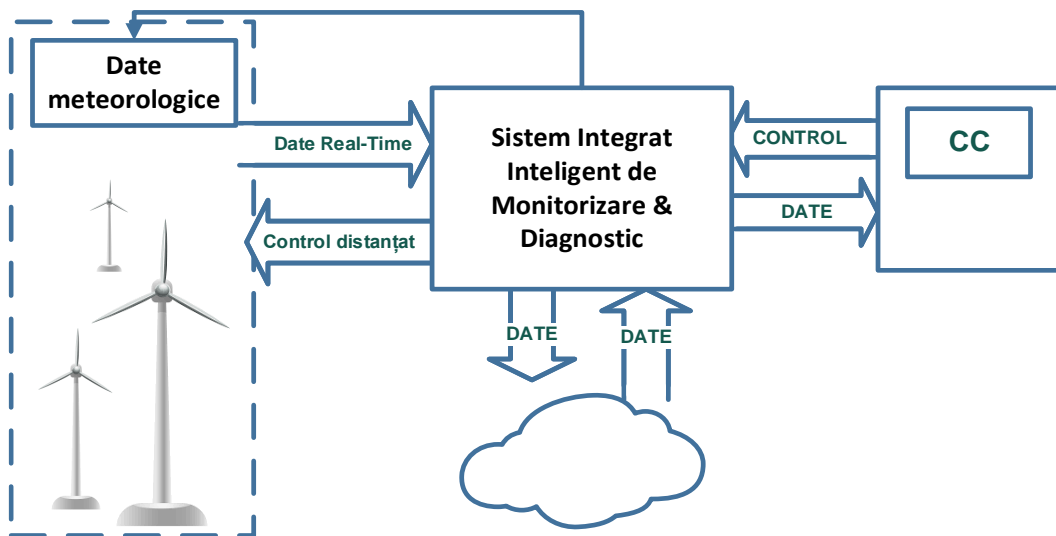 Date
meteorologice
Date Real-Time
Control distanțat
Sistem Integrat
Inteligent de
Monitorizare &
Diagnostic
CONTROL
DATE
CC
DATE
DATE